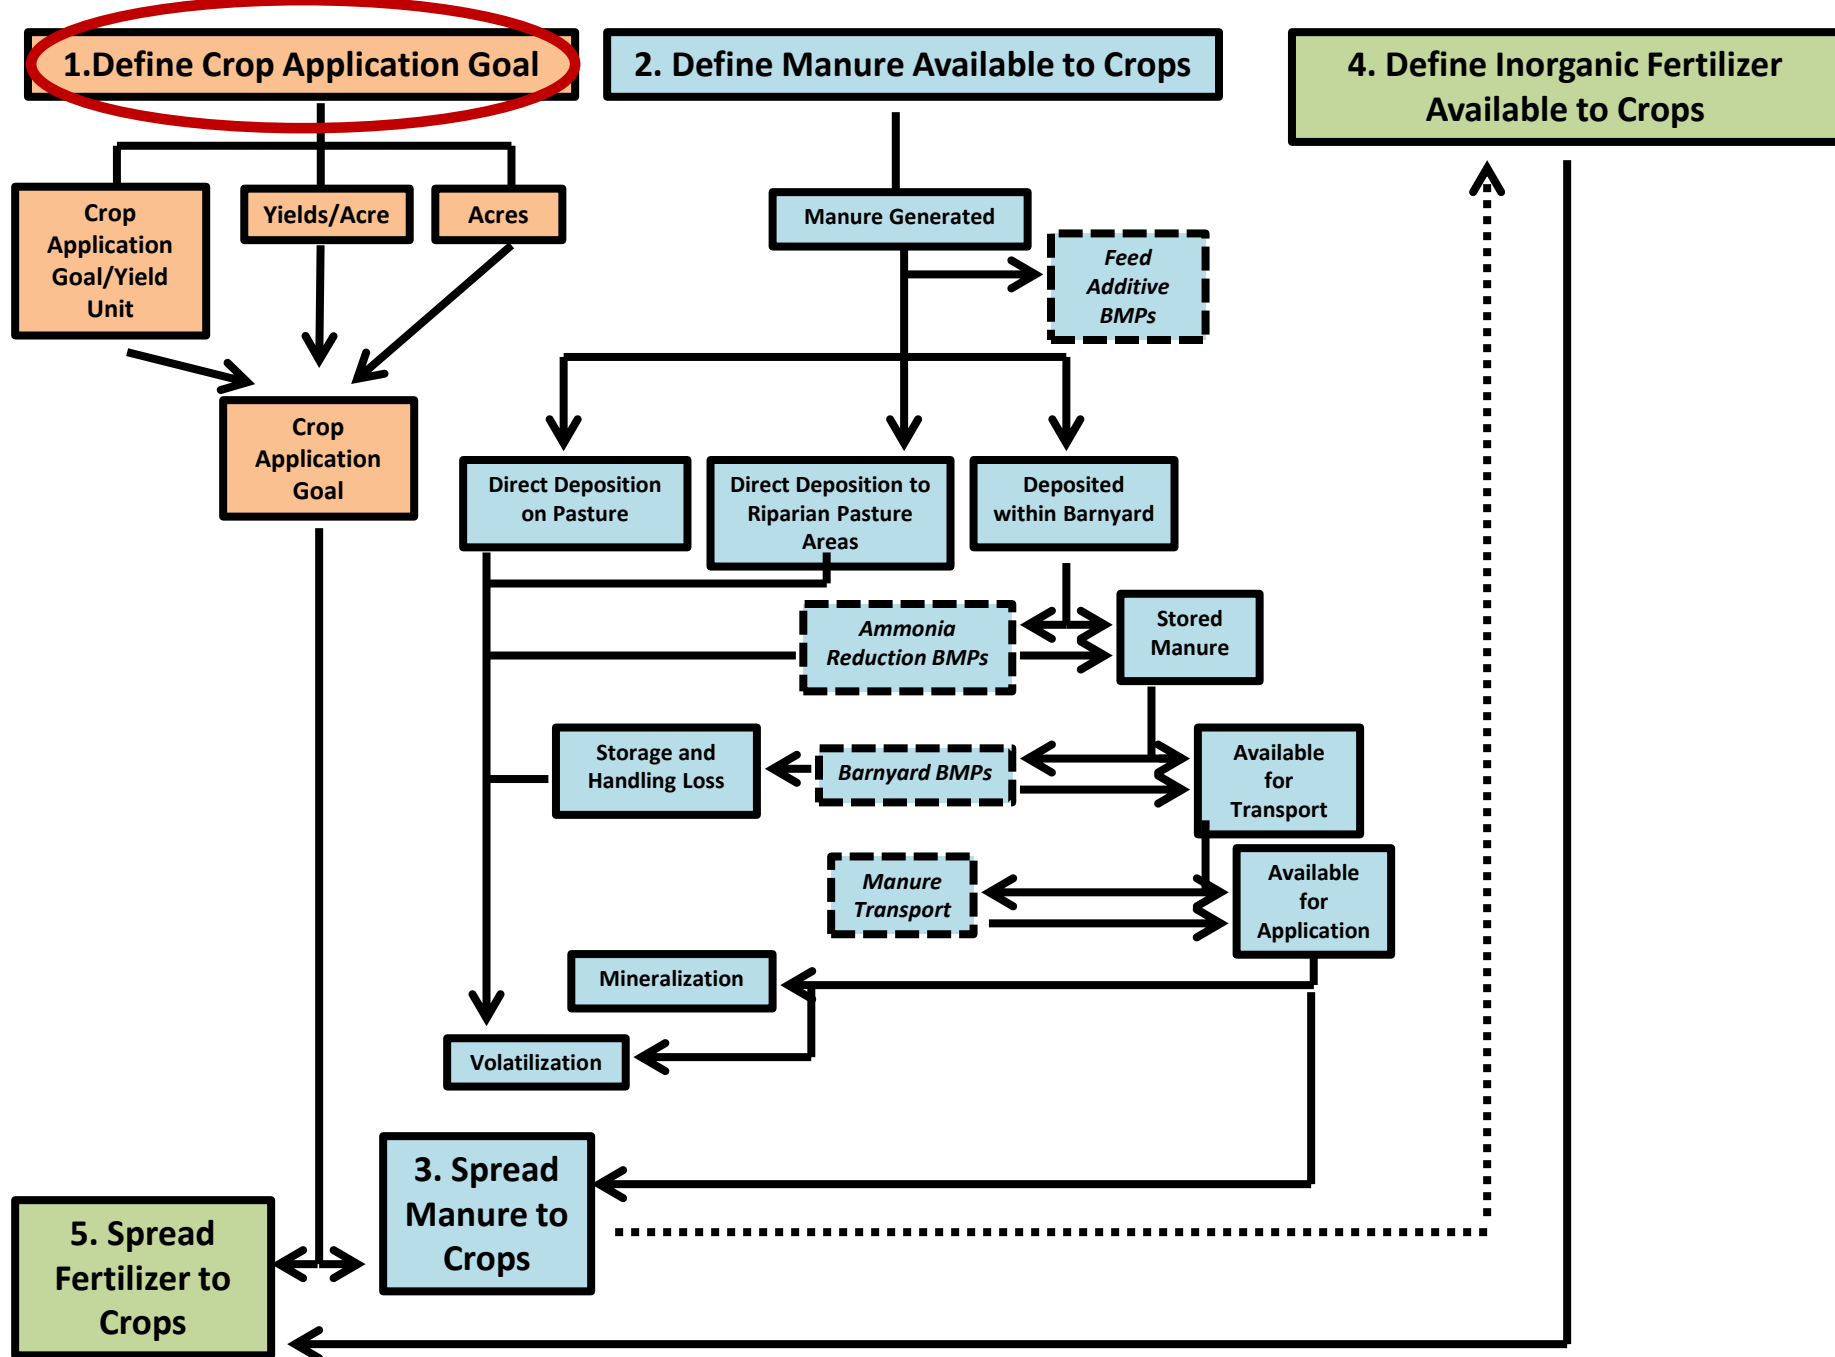 1.Define Crop Application Goal
2. Define Manure Available to Crops
4. Define Inorganic Fertilizer
Available to Crops
Crop
Application
Goal/Yield
Unit
Yields/Acre
Acres
Manure Generated
Feed
Additive
BMPs
Crop
Application
Goal
Direct Deposition
on Pasture
Direct Deposition to
Riparian Pasture
Areas
Deposited
within Barnyard
Ammonia
Reduction BMPs
Stored
Manure
Storage and
Handling Loss
Barnyard BMPs
Available
for
Transport
Manure
Transport
Available
for
Application
Mineralization
Volatilization
3. Spread
Manure to
Crops
5. Spread
Fertilizer to
Crops